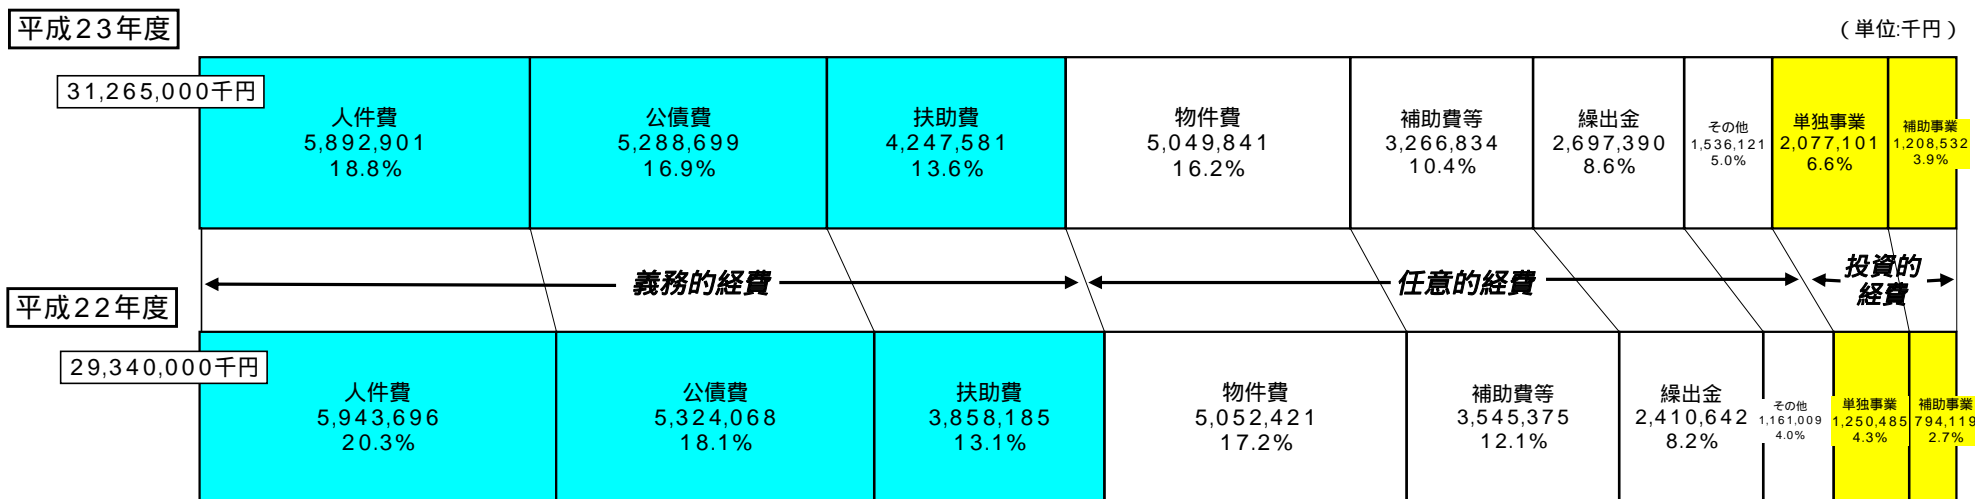 平成23年度
(単位:千円)
31,265,000千円
人件費
5,892,901
18.8%
公債費
5,288,699
16.9%
扶助費
4,247,581
13.6%
物件費
5,049,841
16.2%
補助費等
3,266,834
10.4%
繰出金
2,697,390
8.6%
その他
1,536,121
5.0%
単独事業
2,077,101
6.6%
補助事業
1,208,532
3.9%
義務的経費
任意的経費
投資的
経費
平成22年度
29,340,000千円
人件費
5,943,696
20.3%
公債費
5,324,068
18.1%
扶助費
3,858,185
13.1%
物件費
5,052,421
17.2%
補助費等
3,545,375
12.1%
繰出金
2,410,642
8.2%
その他
1,161,009
4.0%
単独事業
1,250,485
4.3%
補助事業
794,119
2.7%